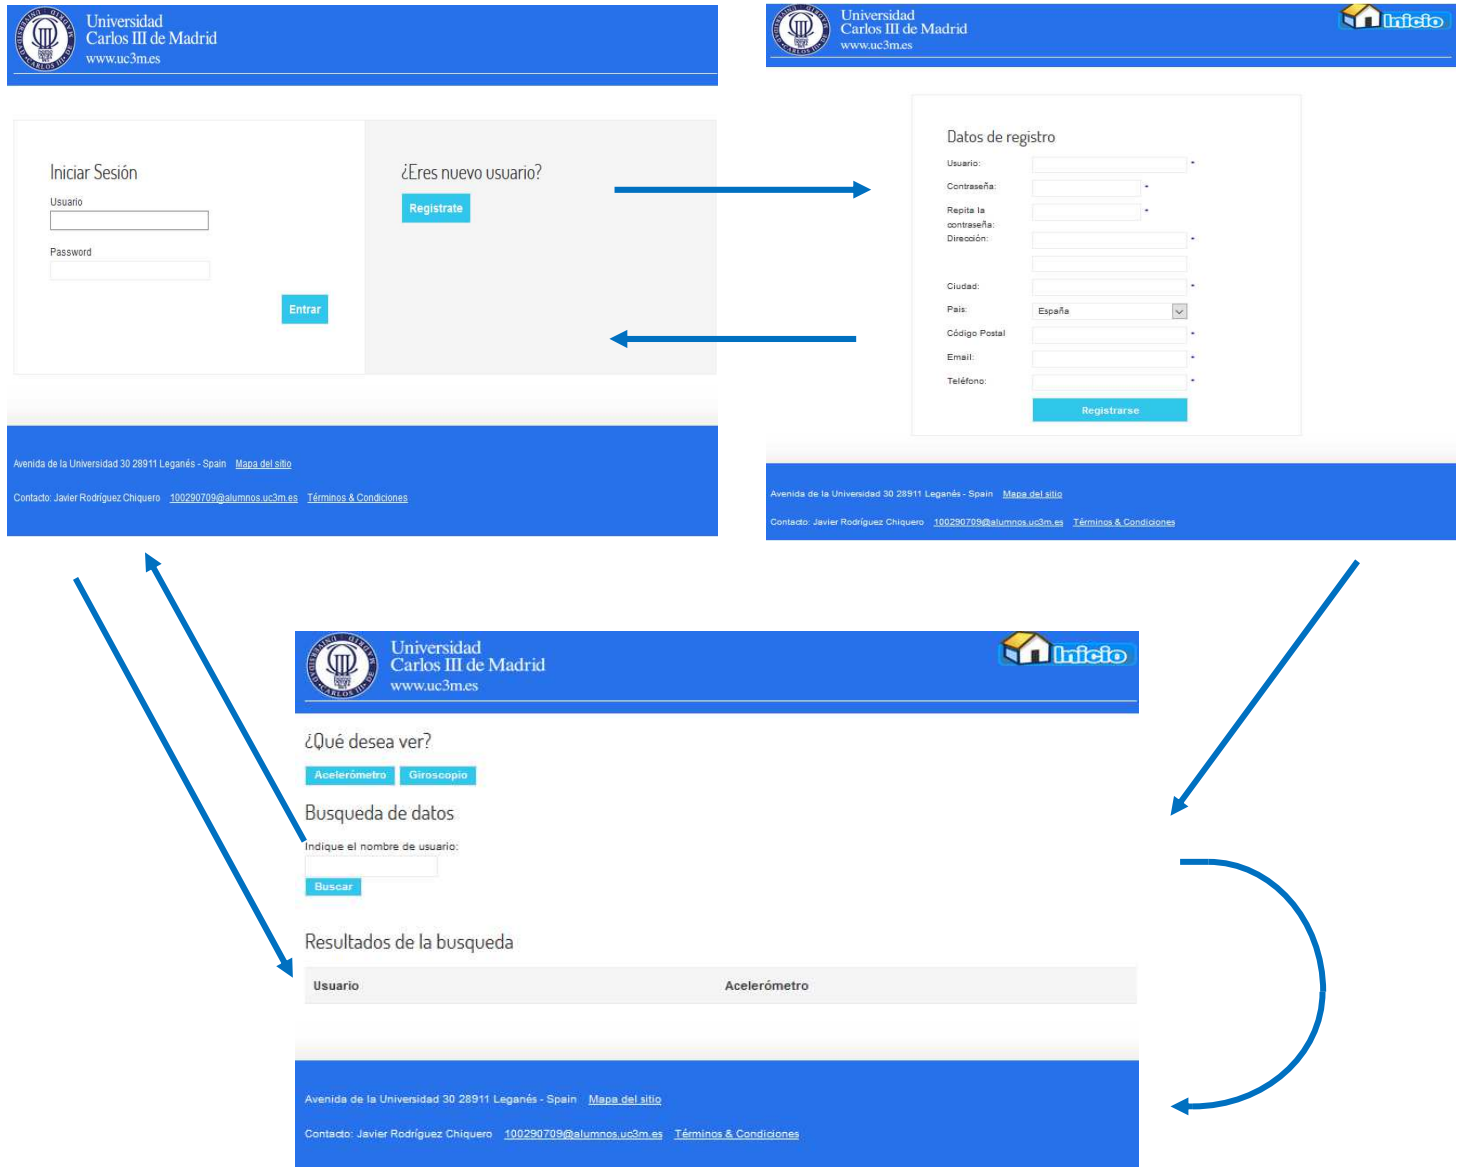 Universidad
Carlos III de Madrid
www.uc3m.es
Iniciar Sesión
Usuario
Password
Entrar
¿Eres nuevo usuario?
Registrate
Avenida de la Universidad 30 28911 Leganés - Spain Mapa del sitio
Contacto: Javier Rodríguez Chiquero 100290709@alumnos.uc3m.es Términos & Condiciones
Universidad
Carlos III de Madrid
www.uc3m.es
Inicio
Datos de registro
Usuario: *
Contraseña: *
Repita la *
contraseña:
Dirección: *
Ciudad: *
Pais: España
Código Postal *
Email: *
Teléfono: *
Registrarse
Avenida de la Universidad 30 28911 Leganés - Spain Mapa del sitio
Contacto: Javier Rodríguez Chiquero 100290709@alumnos.uc3m.es Términos & Condiciones
Universidad
Carlos III de Madrid
www.uc3m.es
Inicio
¿Qué desea ver?
Acelerómetro Giroscopio
Busqueda de datos
Indique el nombre de usuario:
Buscar
Resultados de la busqueda
Usuario Acelerómetro
Avenida de la Universidad 30 28911 Leganés - Spain Mapa del sitio
Contacto: Javier Rodríguez Chiquero 100290709@alumnos.uc3m.es Términos & Condiciones